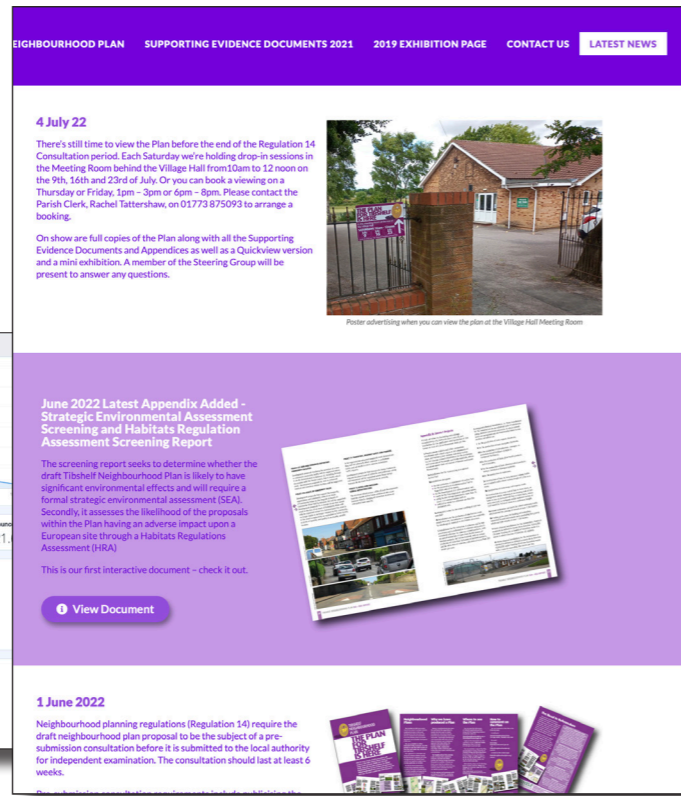 EIGHBOURHOOD PLAN SUPPORTING EVIDENCE DOCUMENTS 2021 2019 EXHIBITION PAGE CONTACT US LATEST NEWS
4 July 22
There's still time to view the Plan before the end of the Regulation 14
Consultation period. Each Saturday we're holding drop-in sessions in
the Meeting Room behind the Village Hall from10am to 12 noon on
the 9th, 16th and 23rd of July. Or you can book a viewing on a
Thursday or Friday, 1pm – 3pm or 6pm – 8pm. Please contact the
Parish Clerk, Rachel Tattershaw, on 01773 875093 to arrange a
booking.
On show are full copies of the Plan along with all the Supporting
Evidence Documents and Appendices as well as a Quickview version
and a mini exhibition. A member of the Steering Group will be
present to answer any questions.
THE PLAN
FOR
TIBSHELF
IS HERE
Poster advertising when you can view the plan at the Village Hall Meeting Room
June 2022 Latest Appendix Added -
Strategic Environmental Assessment
Screening and Habitats Regulation
Assessment Screening Report
The screening report seeks to determine whether the
draft Tibshelf Neighbourhood Plan is likely to have
significant environmental effects and will require a
formal strategic environmental assessment (SEA).
Secondly, it assesses the likelihood of the proposals
within the Plan having an adverse impact upon a
European site through a Habitats Regulations
Assessment (HRA)
This is our first interactive document – check it out.
View Document
1 June 2022
Neighbourhood planning regulations (Regulation 14) require the
draft neighbourhood plan proposal to be the subject of a pre-
submission consultation before it is submitted to the local authority
for independent examination. The consultation should last at least 6
weeks.
THE PLAN
FOR
TIBSHELF
IS HERE